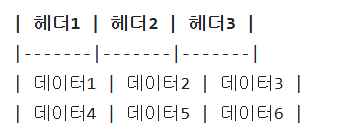 | 헤더1 | 헤더2 | 헤더3 |
|-------|-------|-------|
| 데이터1 | 데이터2 | 데이터3 |
| 데이터4 | 데이터5 | 데이터6 |